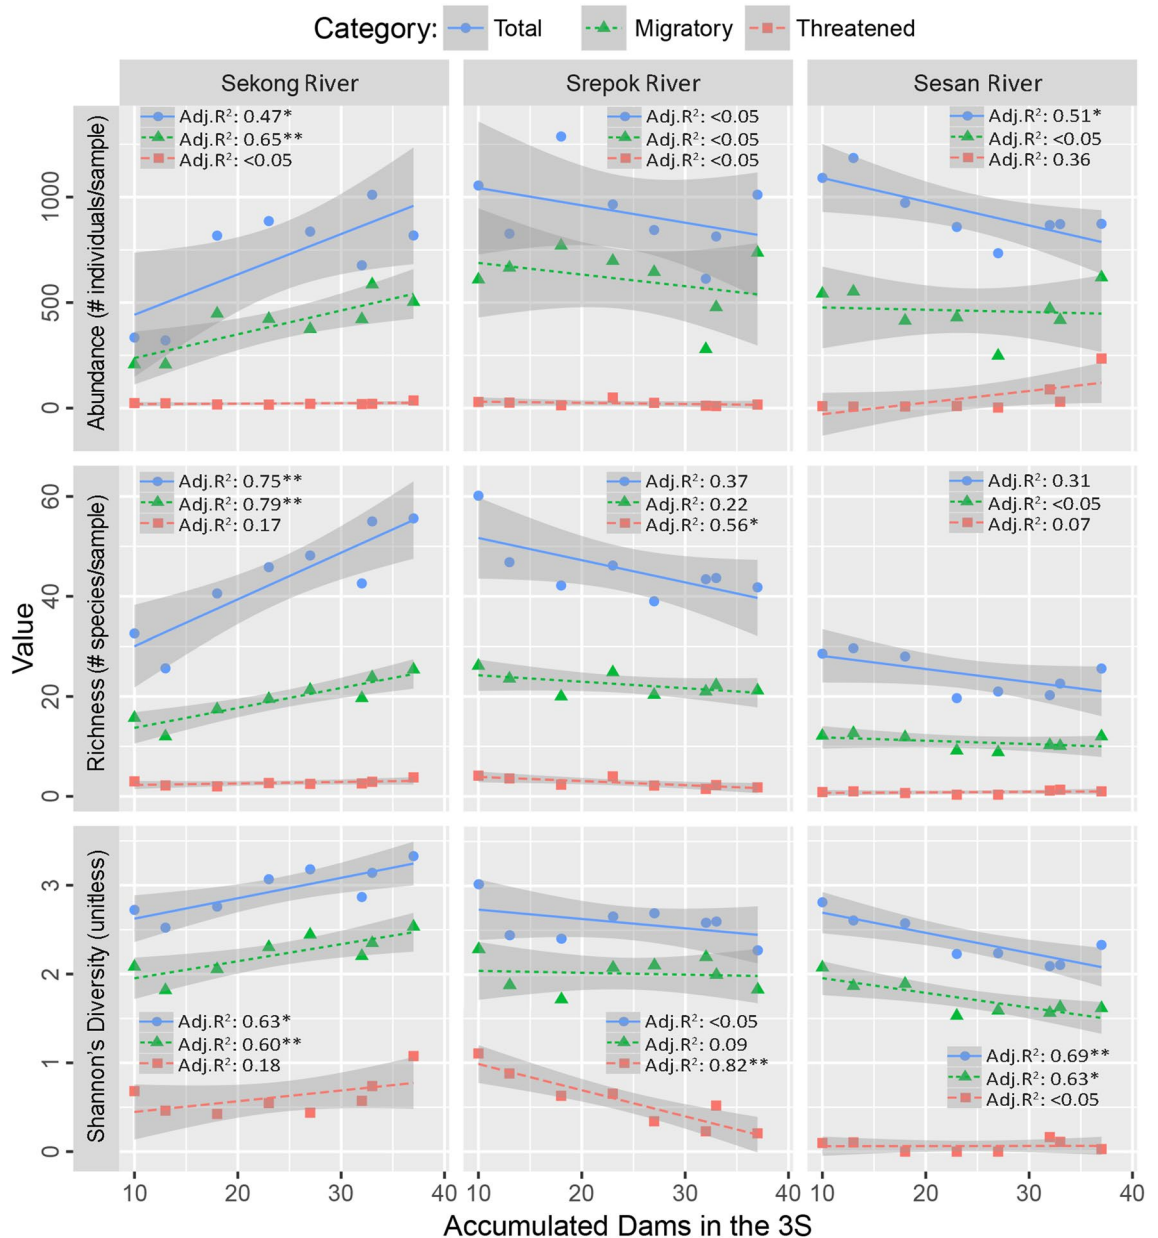 Category: Total Migratory Threatened
Sekong River Srepok River Sesan River
Abundance (# individuals/sample)
1000
500
0
Adj.R²: 0.47*
Adj.R²: 0.65**
Adj.R²: <0.05
Adj.R²: <0.05
Adj.R²: <0.05
Adj.R²: <0.05
Adj.R²: 0.51*
Adj.R²: <0.05
Adj.R²: 0.36
Value
Richness (# species/sample)
60
40
20
0
Adj.R²: 0.75**
Adj.R²: 0.79**
Adj.R²: 0.17
Adj.R²: 0.37
Adj.R²: 0.22
Adj.R²: 0.56*
Adj.R²: 0.31
Adj.R²: <0.05
Adj.R²: 0.07
Shannon's Diversity (unitless)
3
2
1
0
Adj.R²: 0.63*
Adj.R²: 0.60**
Adj.R²: 0.18
Adj.R²: <0.05
Adj.R²: 0.09
Adj.R²: 0.82**
Adj.R²: 0.69**
Adj.R²: 0.63*
Adj.R²: <0.05
10 20 30 40 10 20 30 40 10 20 30 40
Accumulated Dams in the 3S